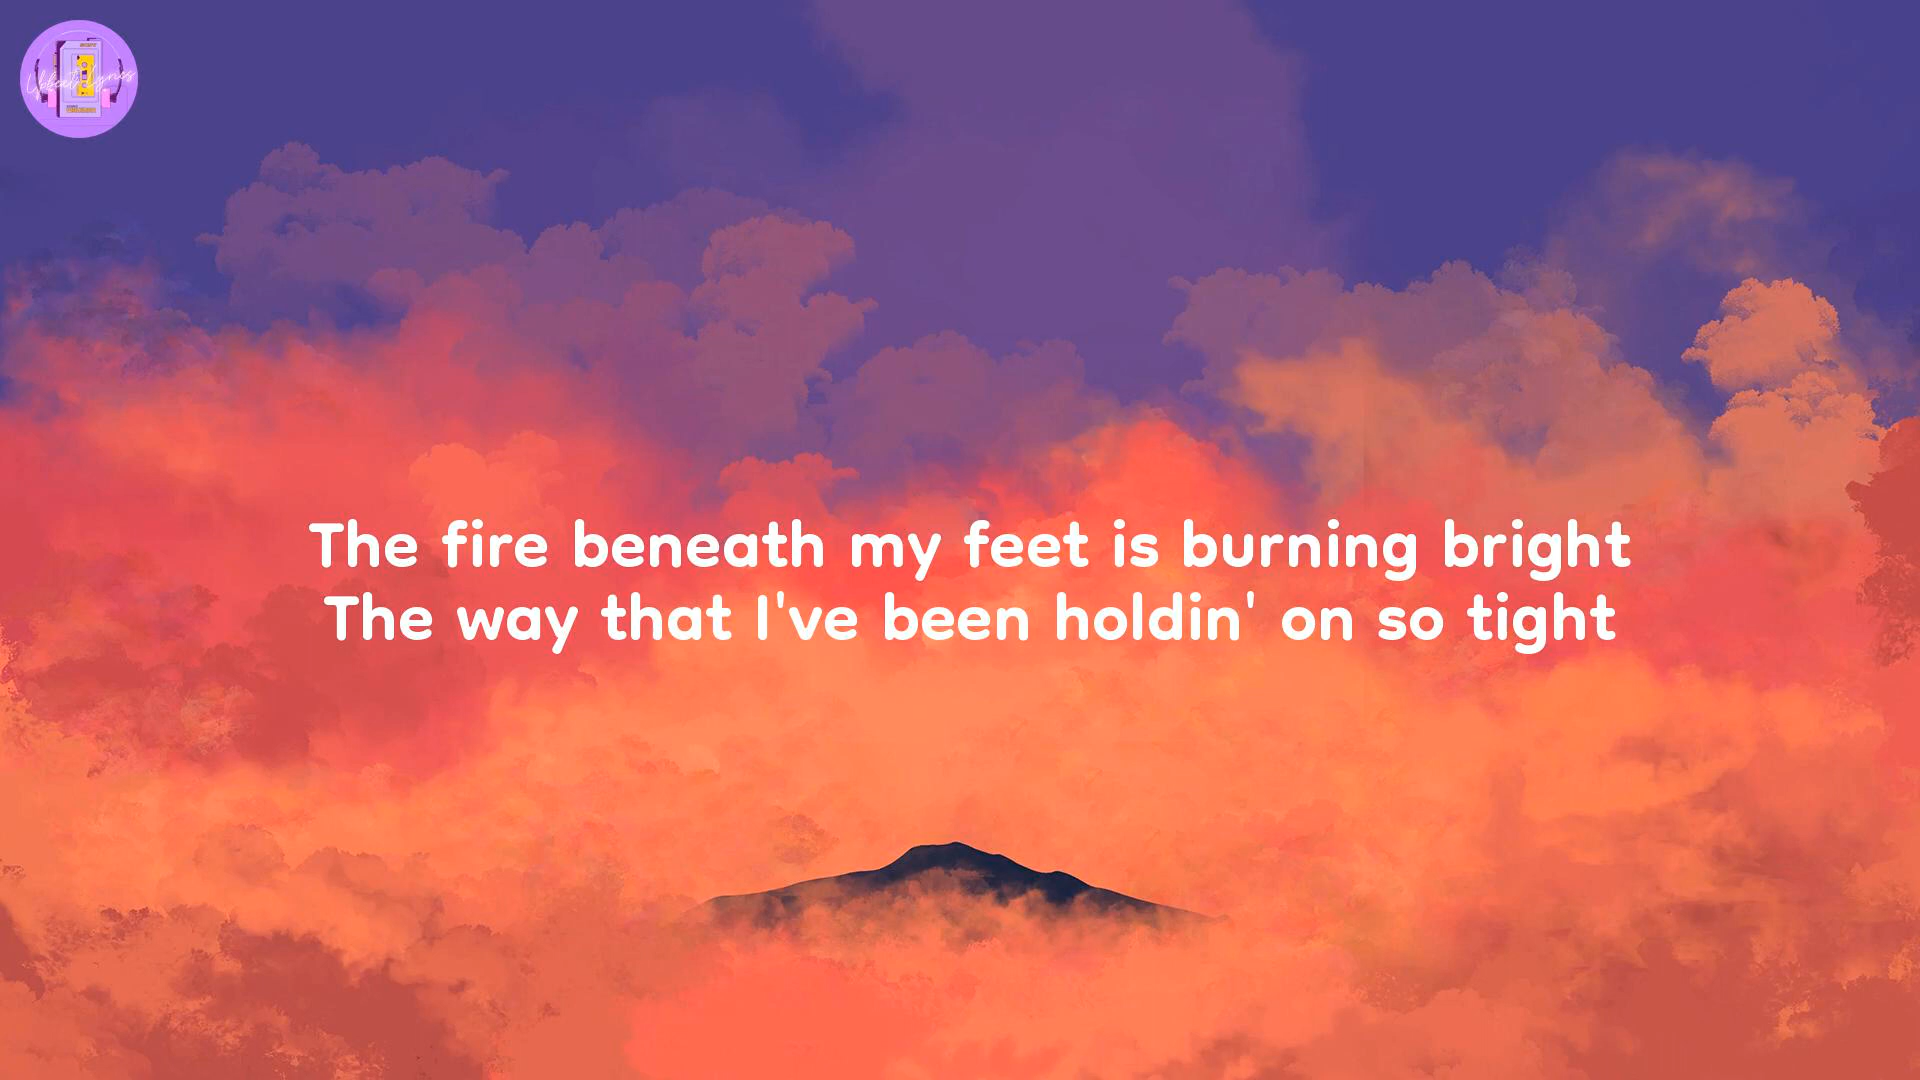 The fire beneath my feet is burning bright
The way that I've been holdin' on so tight